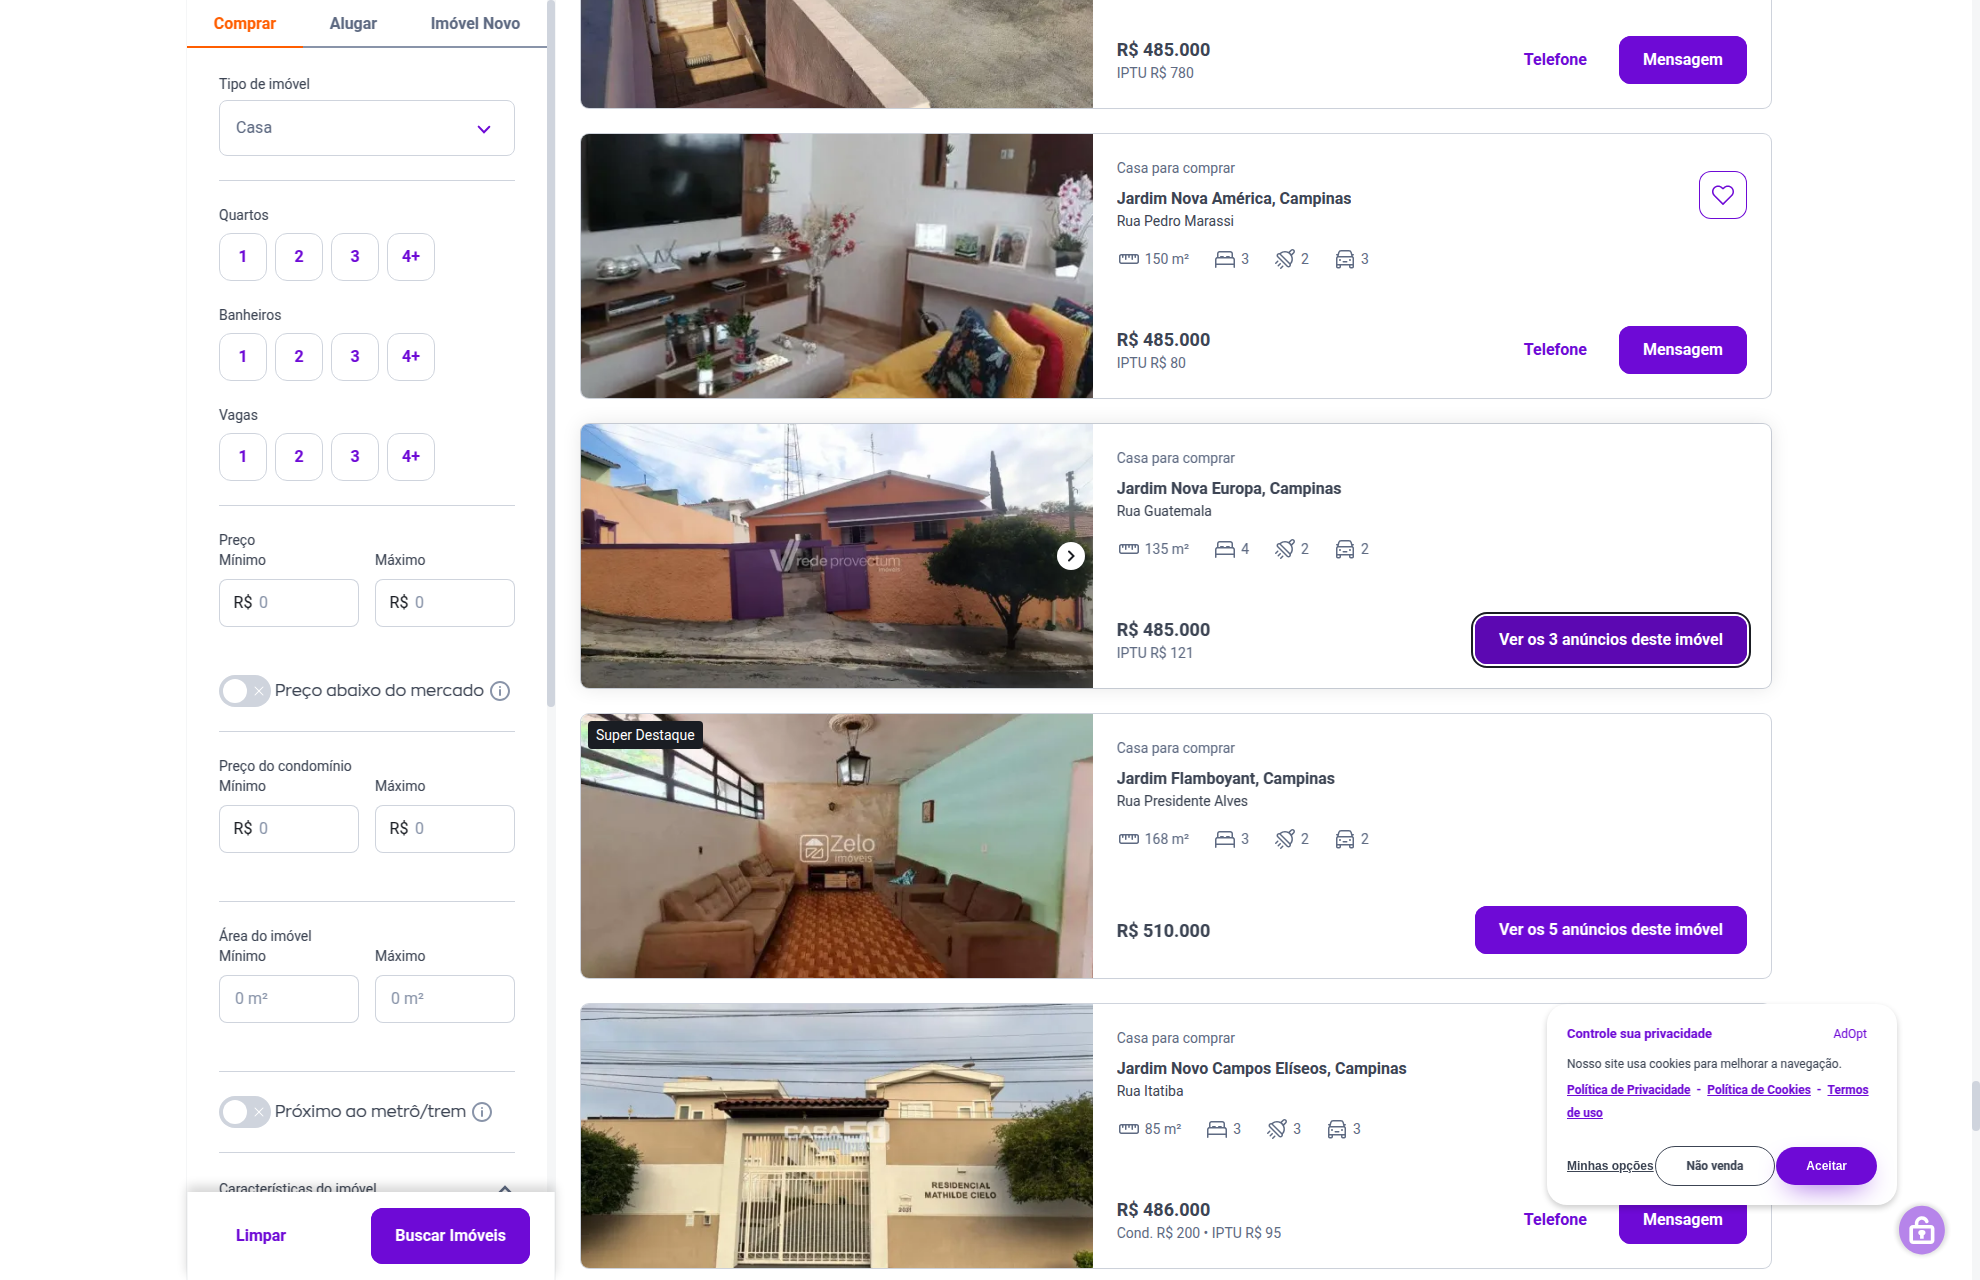 Comprar
Alugar
Imóvel Novo
Tipo de imóvel
Casa
Quartos
1
2
3
4+
Banheiros
1
2
3
4+
Vagas
1
2
3
4+
Preço
Mínimo
Máximo
R$ 0
R$ 0
Preço abaixo do mercado
Preço do condomínio
Mínimo
Máximo
R$ 0
R$ 0
Área do imóvel
Mínimo
Máximo
0 m²
0 m²
Próximo ao metrô/trem
Características do imóvel
Limpar
Buscar Imóveis
R$ 485.000
IPTU R$ 780
Telefone
Mensagem
Casa para comprar
Jardim Nova América, Campinas
Rua Pedro Marassi
150 m²
3
2
3
R$ 485.000
IPTU R$ 80
Telefone
Mensagem
rede provectum
imóveis
Casa para comprar
Jardim Nova Europa, Campinas
Rua Guatemala
135 m²
4
2
2
R$ 485.000
IPTU R$ 121
Ver os 3 anúncios deste imóvel
Super Destaque
Zelo
imóveis
Casa para comprar
Jardim Flamboyant, Campinas
Rua Presidente Alves
168 m²
3
2
2
R$ 510.000
Ver os 5 anúncios deste imóvel
RESIDENCIAL
MATHILDE CIELO
Casa para comprar
Jardim Novo Campos Elíseos, Campinas
Rua Itatiba
85 m²
3
3
3
R$ 486.000
Cond. R$ 200 • IPTU R$ 95
Telefone
Mensagem
Controle sua privacidade
AdOpt
Nosso site usa cookies para melhorar a navegação.
Política de Privacidade - Política de Cookies - Termos
de uso
Minhas opções
Não venda
Aceitar